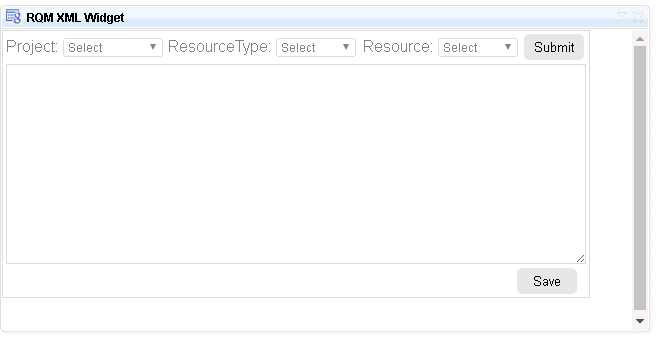 RQM XML Widget
Project: Select ResourceType: Select Resource: Select Submit
Save